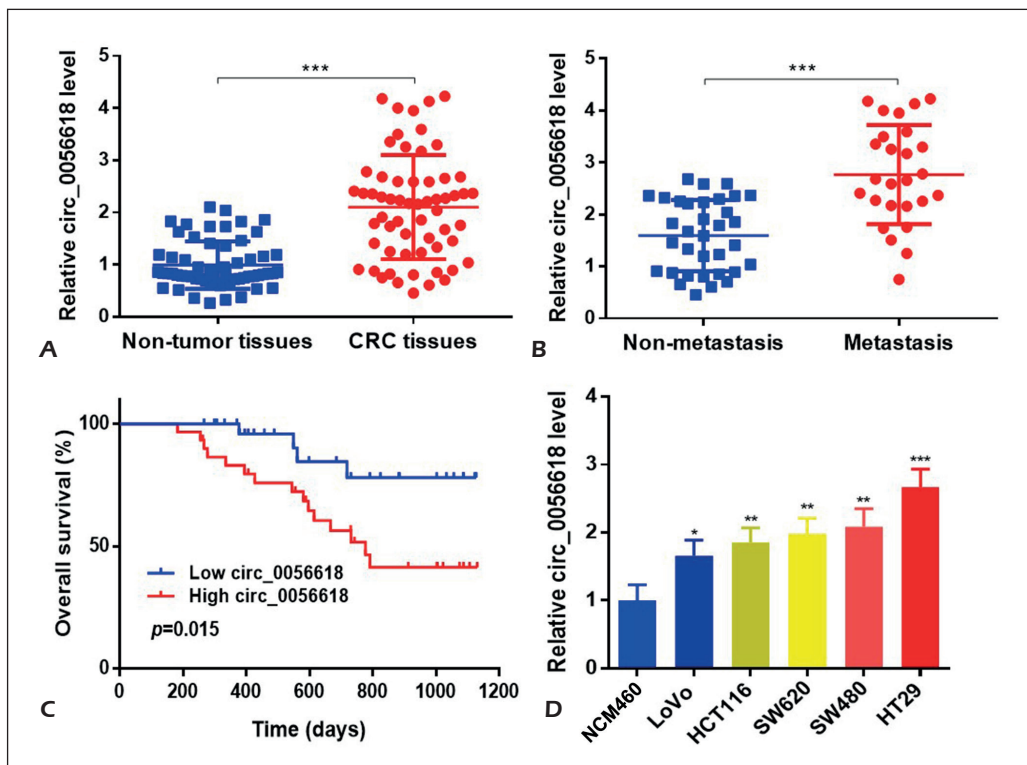 5
4
3
2
1
0
Relative circ_0056618 level
***
Non-tumor tissues
CRC tissues
A
5
4
3
2
1
0
Relative circ_0056618 level
***
Non-metastasis
Metastasis
B
100
50
0
Overall survival (%)
Low circ_0056618
High circ_0056618
p=0.015
0 200 400 600 800 1000 1200
Time (days)
C
4
3
2
1
0
Relative circ_0056618 level
*
**
**
**
***
NCM460
LoVo
HCT116
SW620
SW480
HT29
D